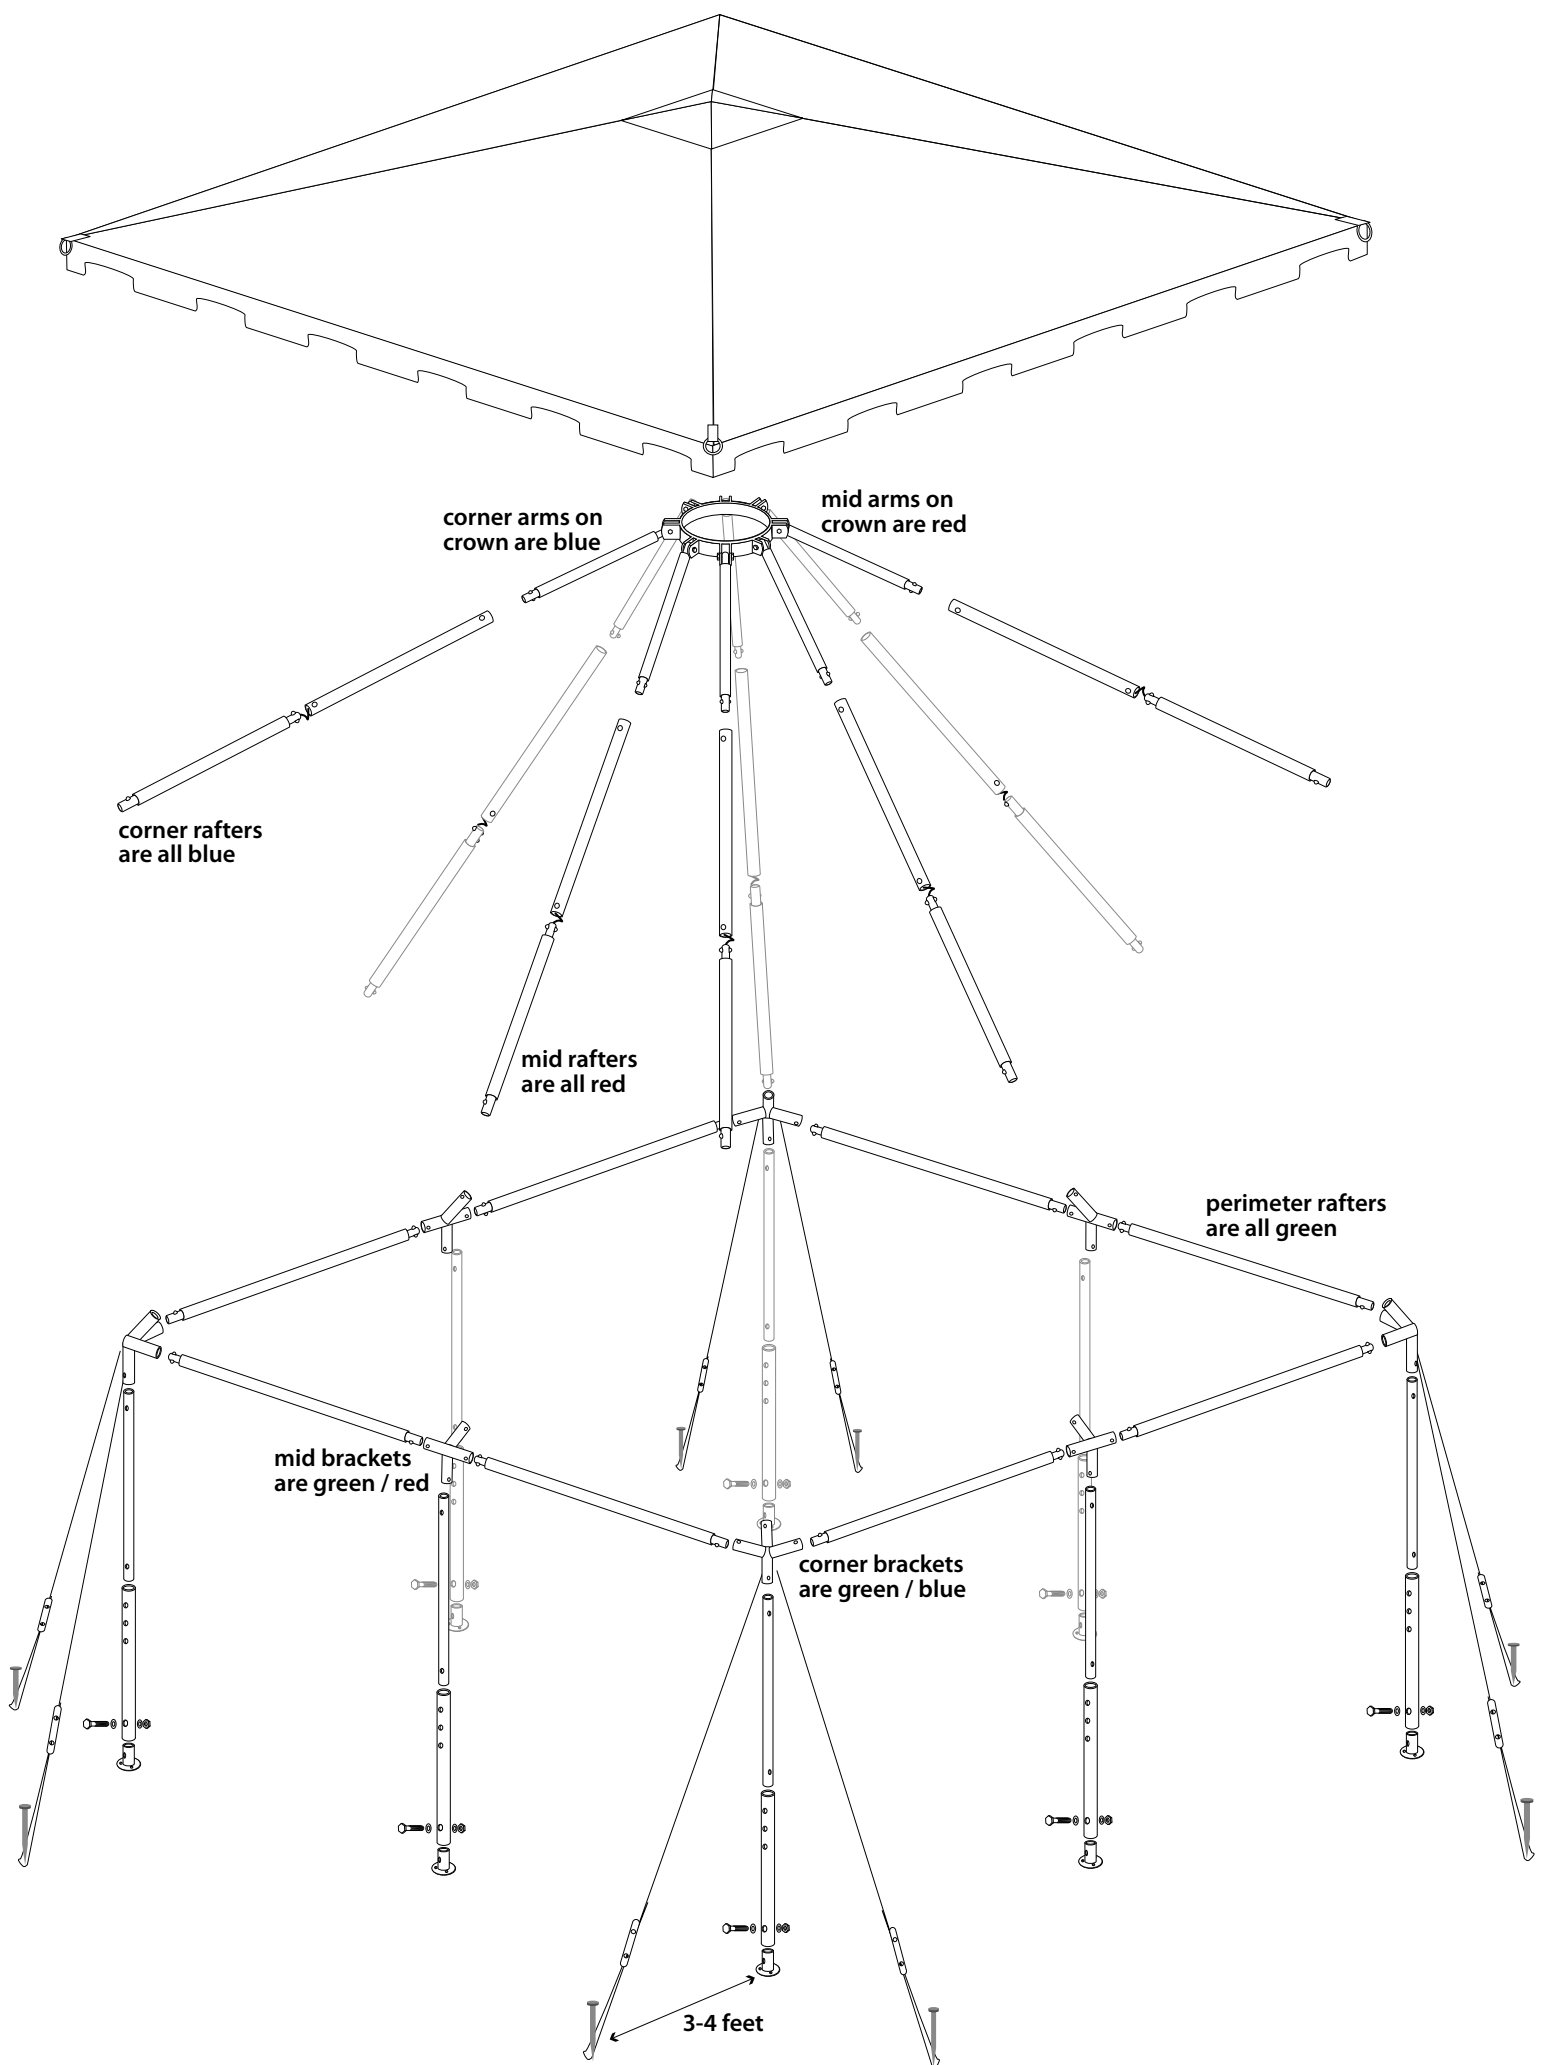 corner arms on
crown are blue
mid arms on
crown are red
corner rafters
are all blue
mid rafters
are all red
perimeter rafters
are all green
mid brackets
are green / red
corner brackets
are green / blue
3-4 feet